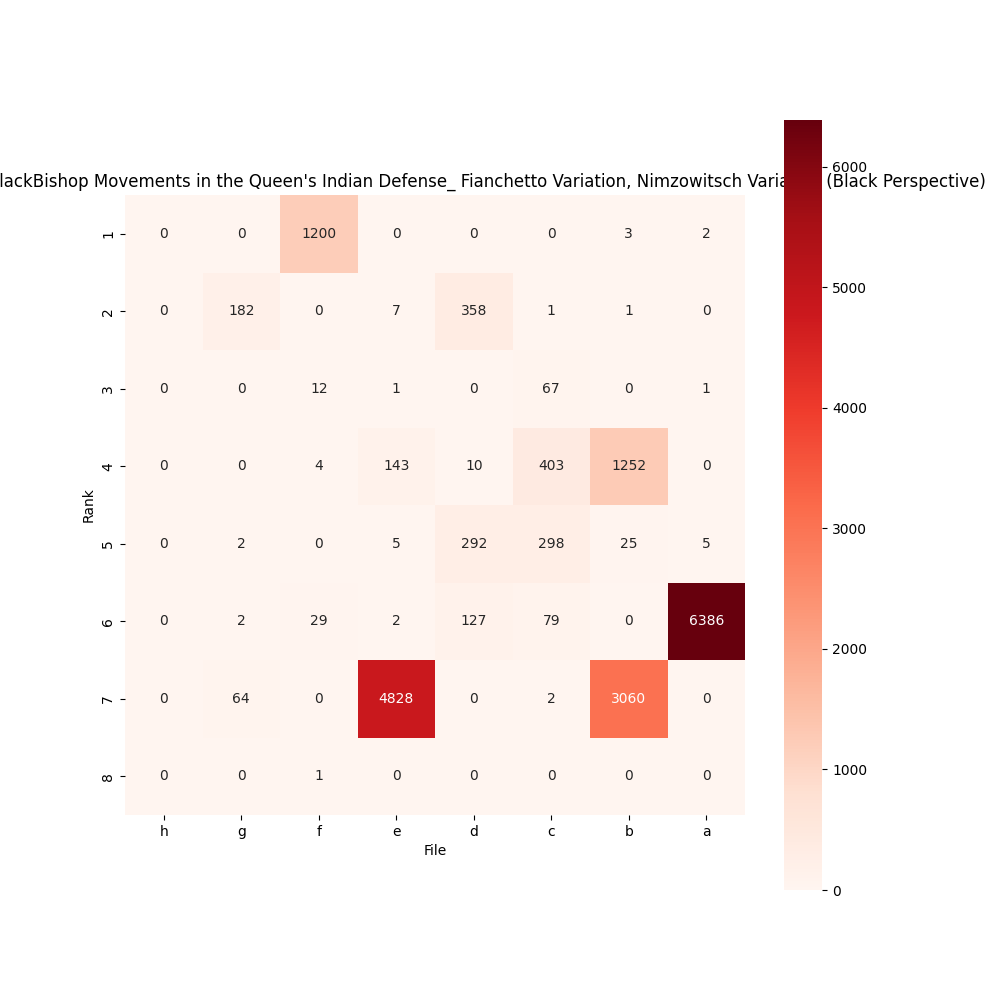 lackBishop Movements in the Queen's Indian Defense_ Fianchetto Variation, Nimzowitsch Varia (Black Perspective)
6000
1 0 0 1200 0 0 0 3 2
5000
2 0 182 0 7 358 1 1 0
3 0 0 12 1 0 67 0 1
4000
4 0 0 4 143 10 403 1252 0
Rank
3000
5 0 2 0 5 292 298 25 5
6 0 2 29 2 127 79 0 6386
2000
7 0 64 0 4828 0 2 3060 0
1000
8 0 0 1 0 0 0 0 0
h g f e d c b a
File
0